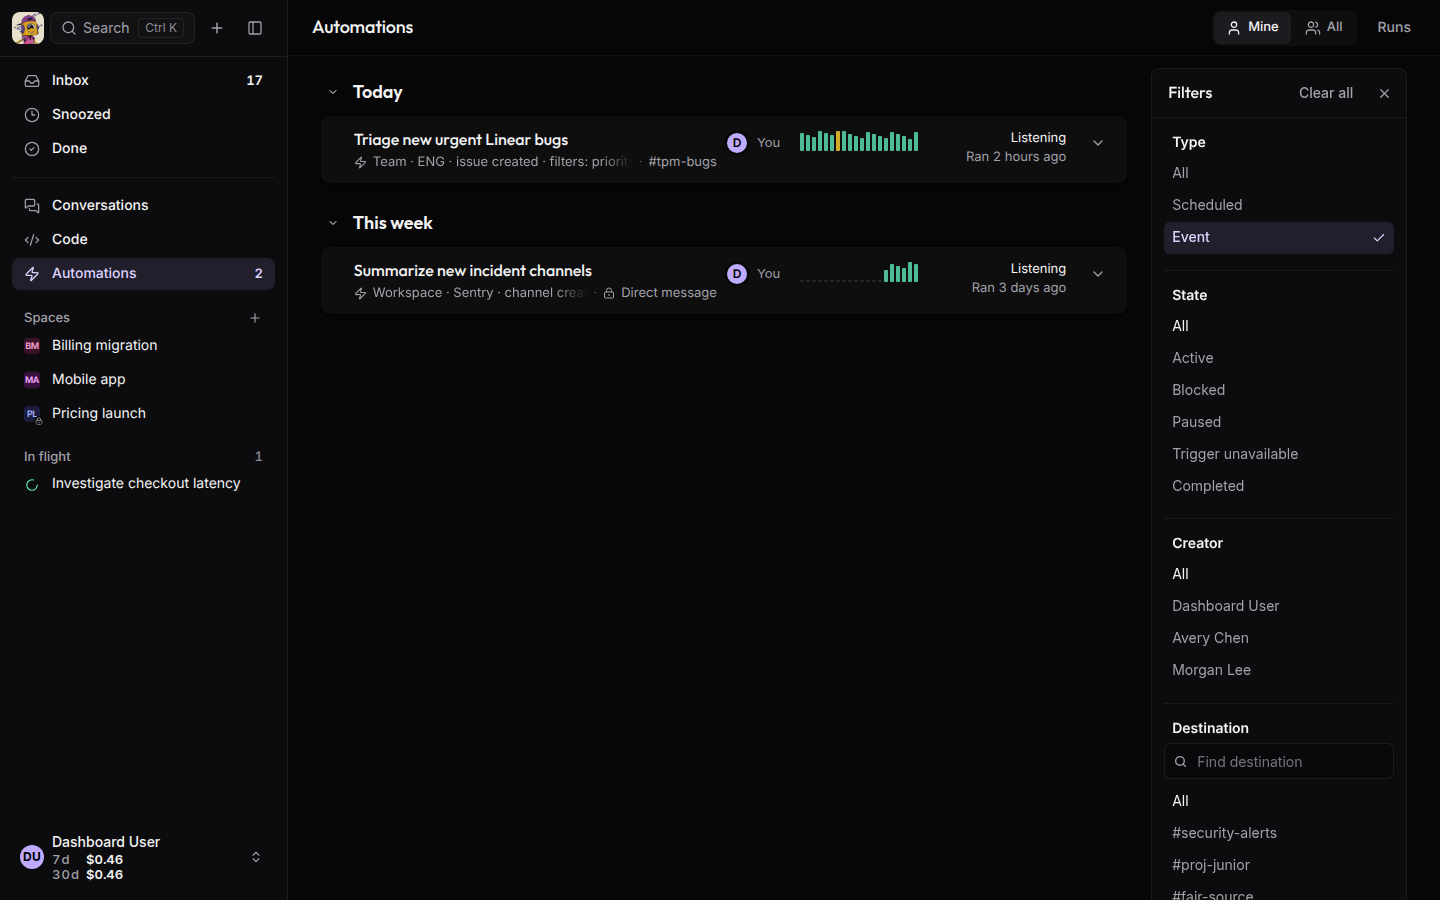 Search Ctrl K
Inbox 17
Snoozed
Done
Conversations
Code
Automations 2
Spaces
BM Billing migration
MA Mobile app
PL Pricing launch
In flight 1
Investigate checkout latency
DU Dashboard User
7d $0.46
30d $0.46
Automations
Mine All Runs
Today
Triage new urgent Linear bugs
Team · ENG · issue created · filters: · #tpm-bugs
D You
Listening
Ran 2 hours ago
This week
Summarize new incident channels
Workspace · Sentry · channel · Direct message
D You
Listening
Ran 3 days ago
Filters Clear all
Type
All
Scheduled
Event
State
All
Active
Blocked
Paused
Trigger unavailable
Completed
Creator
All
Dashboard User
Avery Chen
Morgan Lee
Destination
Find destination
All
#security-alerts
#proj-junior
#fair-source